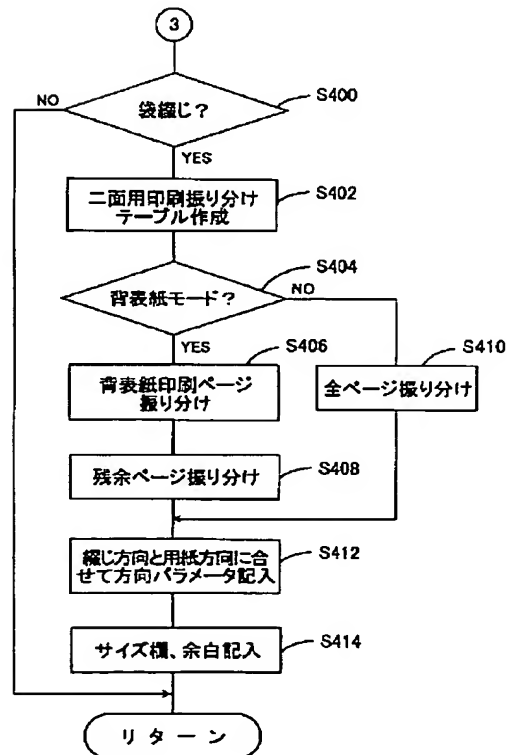 3
袋綴じ?
S400
NO
YES
二面用印刷振り分け
テーブル作成
S402
背表紙モード?
S404
NO
YES
背表紙印刷ページ
振り分け
S406
全ページ振り分け
S410
残余ページ振り分け
S408
綴じ方向と用紙方向に合
せて方向パラメータ記入
S412
サイズ欄、余白記入
S414
リターン